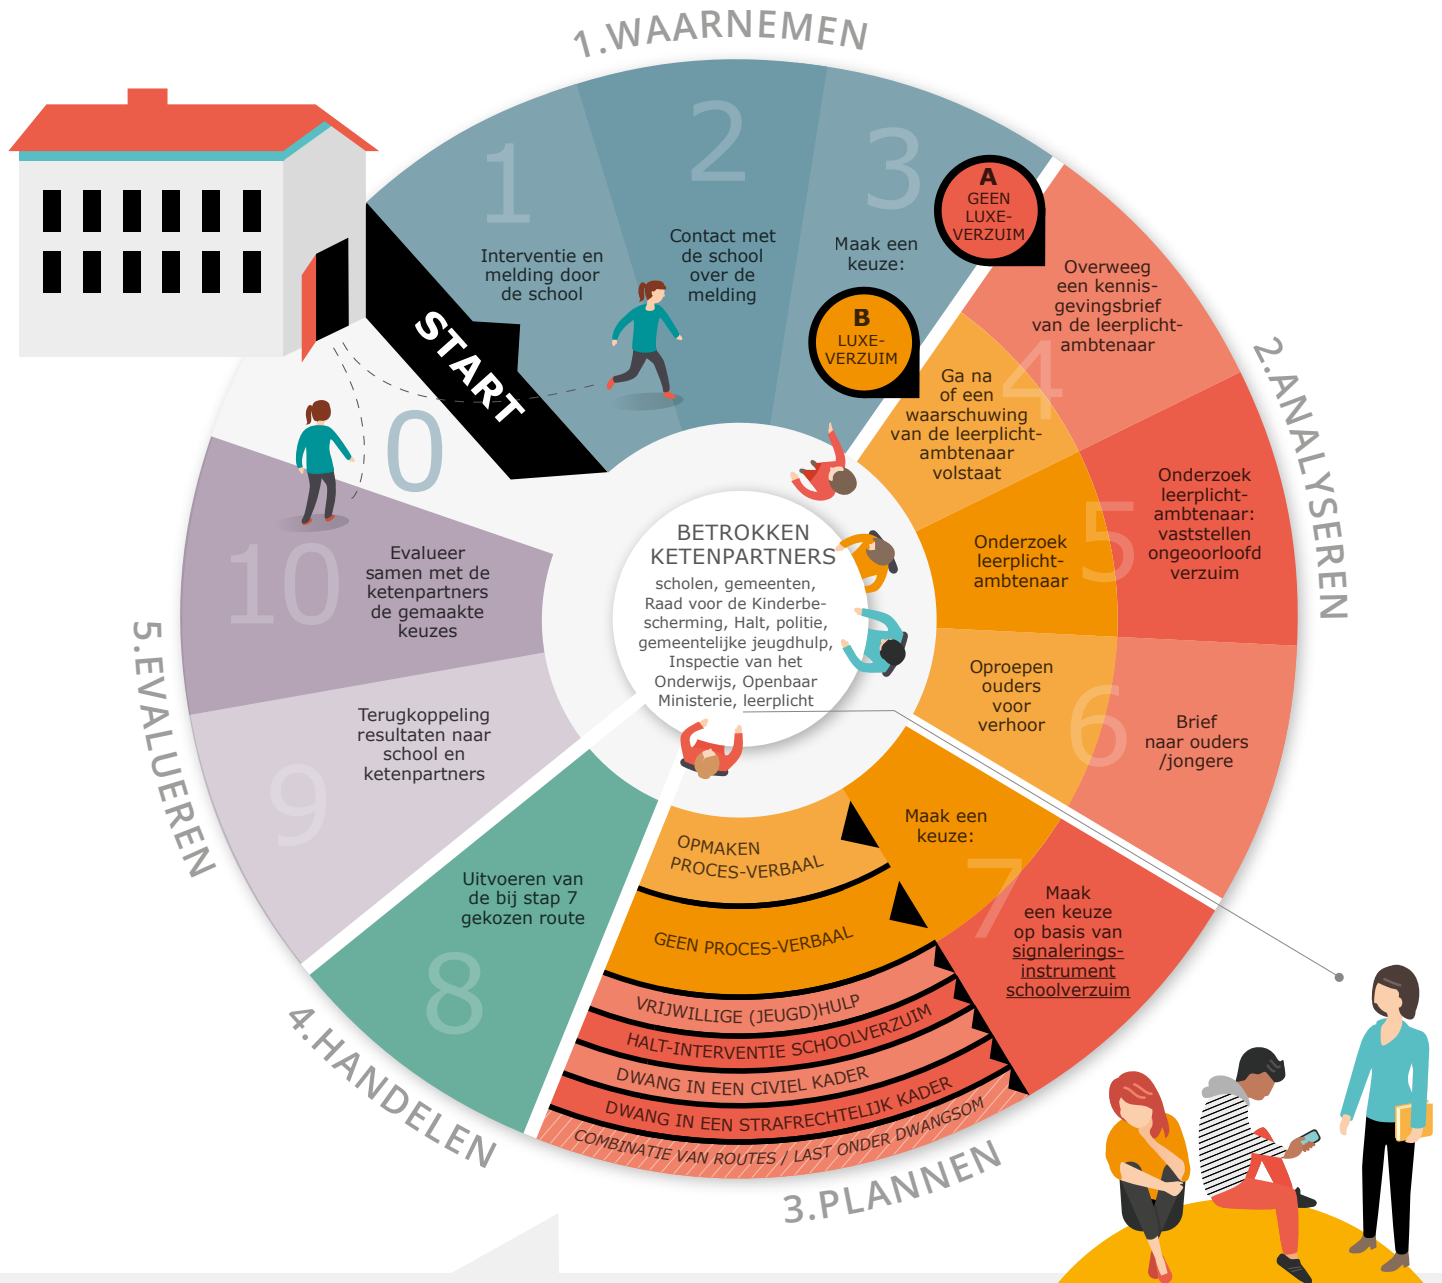 1.WAARNEMEN
1
Interventie en
melding door
de school
2
Contact met
de school
over de
melding
3
Maak een
keuze:
A
GEEN
LUXE-
VERZUIM
B
LUXE-
VERZUIM
START
0
2.ANALYSEREN
4
Overweeg
een kennis-
gevingsbrief
van de leerplicht-
ambtenaar
Ga na
of een
waarschuwing
van de leerplicht-
ambtenaar
volstaat
5
Onderzoek
leerplicht-
ambtenaar:
vaststellen
ongeoorloofd
verzuim
Onderzoek
leerplicht-
ambtenaar
6
Oproepen
ouders
voor
verhoor
Brief
naar ouders
/jongere
BETROKKEN
KETENPARTNERS
scholen, gemeenten,
Raad voor de Kinderbe-
scherming, Halt, politie,
gemeentelijke jeugdhulp,
Inspectie van het
Onderwijs, Openbaar
Ministerie, leerplicht
7
Maak een
keuze:
Maak
een keuze
op basis van
signalerings-
instrument
schoolverzuim
OPMAKEN
PROCES-VERBAAL
GEEN PROCES-VERBAAL
VRIJWILLIGE (JEUGD)HULP
HALT-INTERVENTIE SCHOOLVERZUIM
DWANG IN EEN CIVIEL KADER
DWANG IN EEN STRAFRECHTELIJK KADER
COMBINATIE VAN ROUTES / LAST ONDER DWANGSOM
3.PLANNEN
8
Uitvoeren van
de bij stap 7
gekozen route
4.HANDELEN
9
Terugkoppeling
resultaten naar
school en
ketenpartners
10
Evalueer
samen met de
ketenpartners
de gemaakte
keuzes
5.EVALUEREN